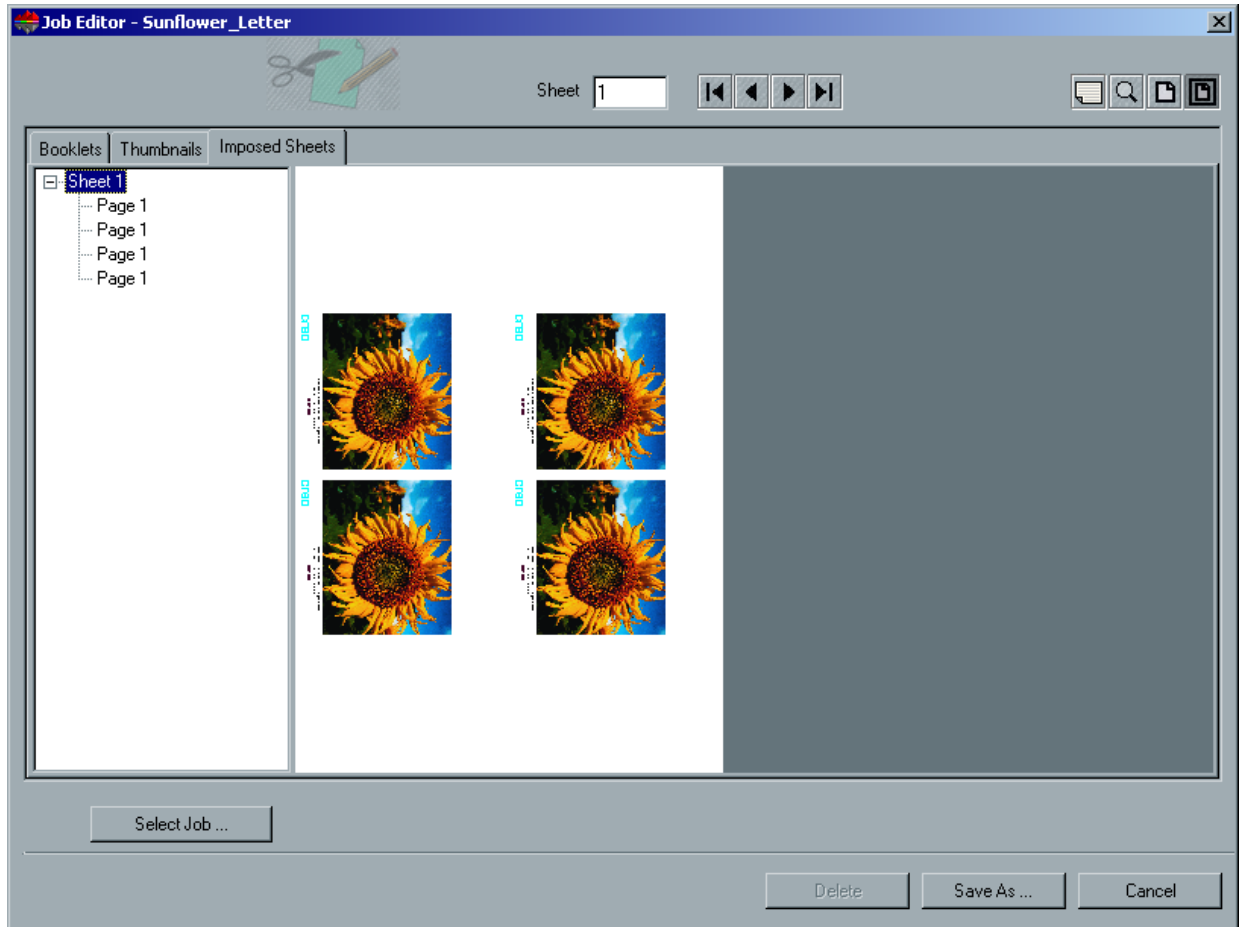 Job Editor - Sunflower_Letter
Sheet 1
Booklets Thumbnails Imposed Sheets
Sheet 1
Page 1
Page 1
Page 1
Page 1
Select Job ...
Delete Save As ... Cancel